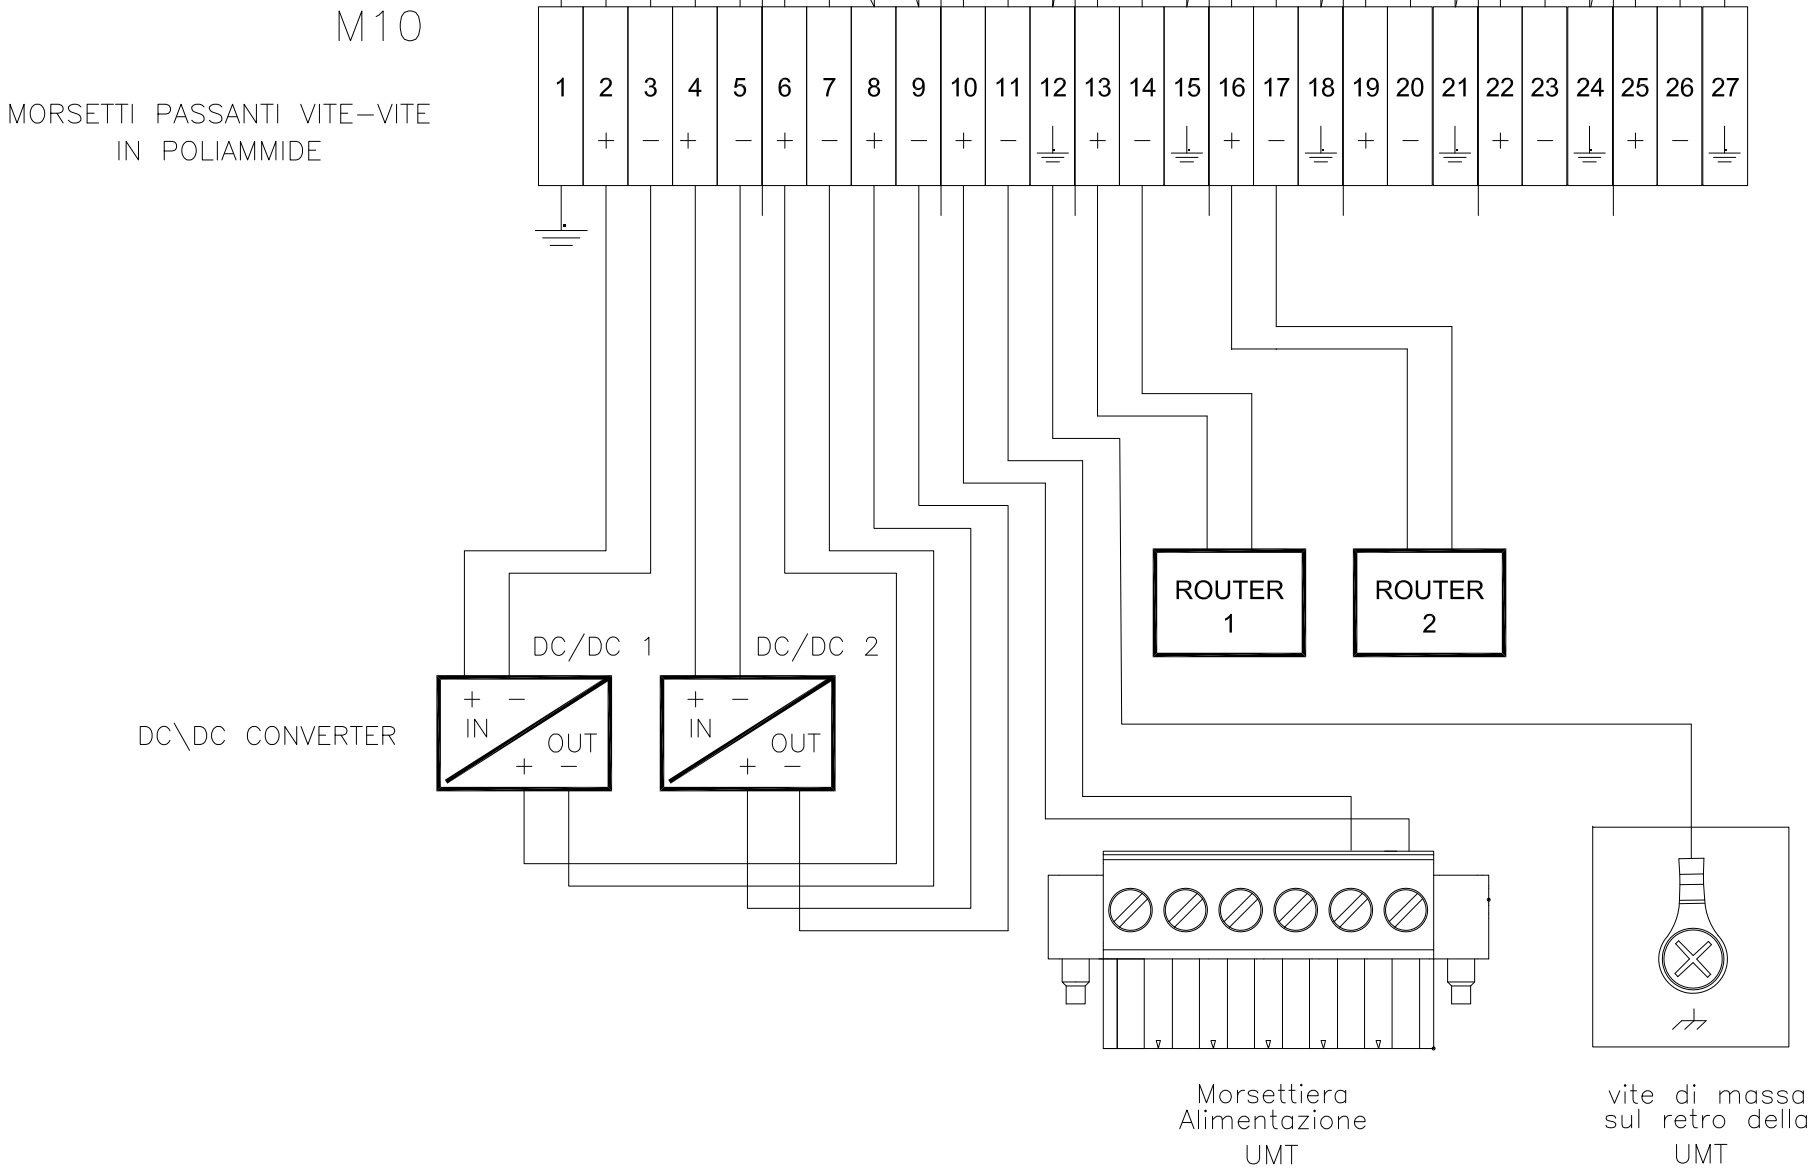 M10
MORSETTI PASSANTI VITE-VITE
IN POLIAMMIDE
1 2 3 4 5 6 7 8 9 10 11 12 13 14 15 16 17 18 19 20 21 22 23 24 25 26 27
+ - + - + - + - + - + - + - + - + - + -
ROUTER
1
ROUTER
2
DC/DC 1
DC/DC 2
DC\DC CONVERTER
+ -
IN
OUT
+ -
+ -
IN
OUT
+ -
Morsettiera
Alimentazione
UMT
vite di massa
sul retro della
UMT